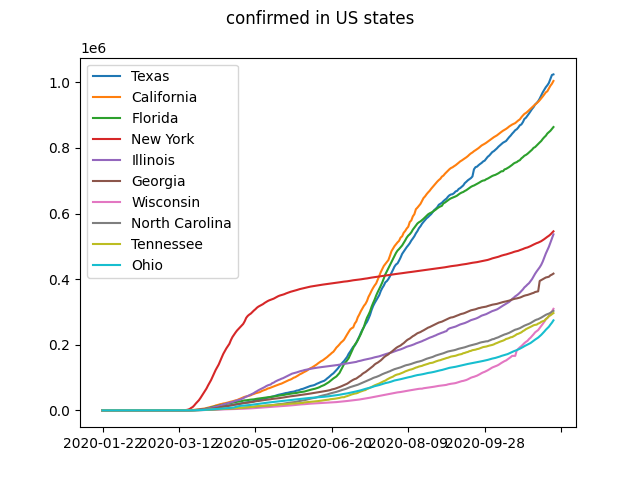 confirmed in US states
1e6
1.0
0.8
0.6
0.4
0.2
0.0
Texas
California
Florida
New York
Illinois
Georgia
Wisconsin
North Carolina
Tennessee
Ohio
2020-01-22 2020-03-12 2020-05-01 2020-06-20 2020-08-09 2020-09-28